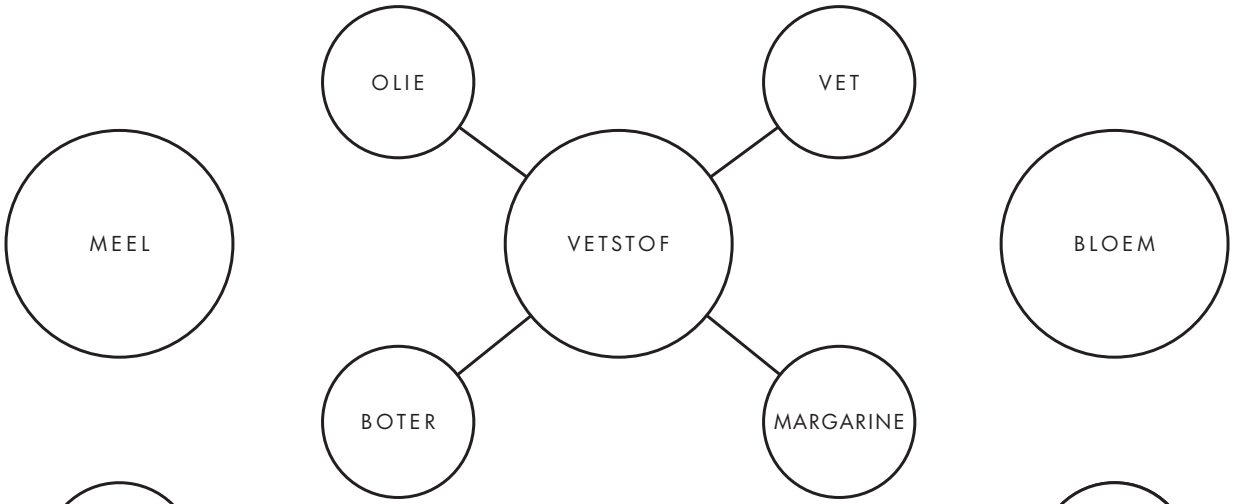 OLIE
VET
MEEL
VETSTOF
BLOEM
BOTER
MARGARINE